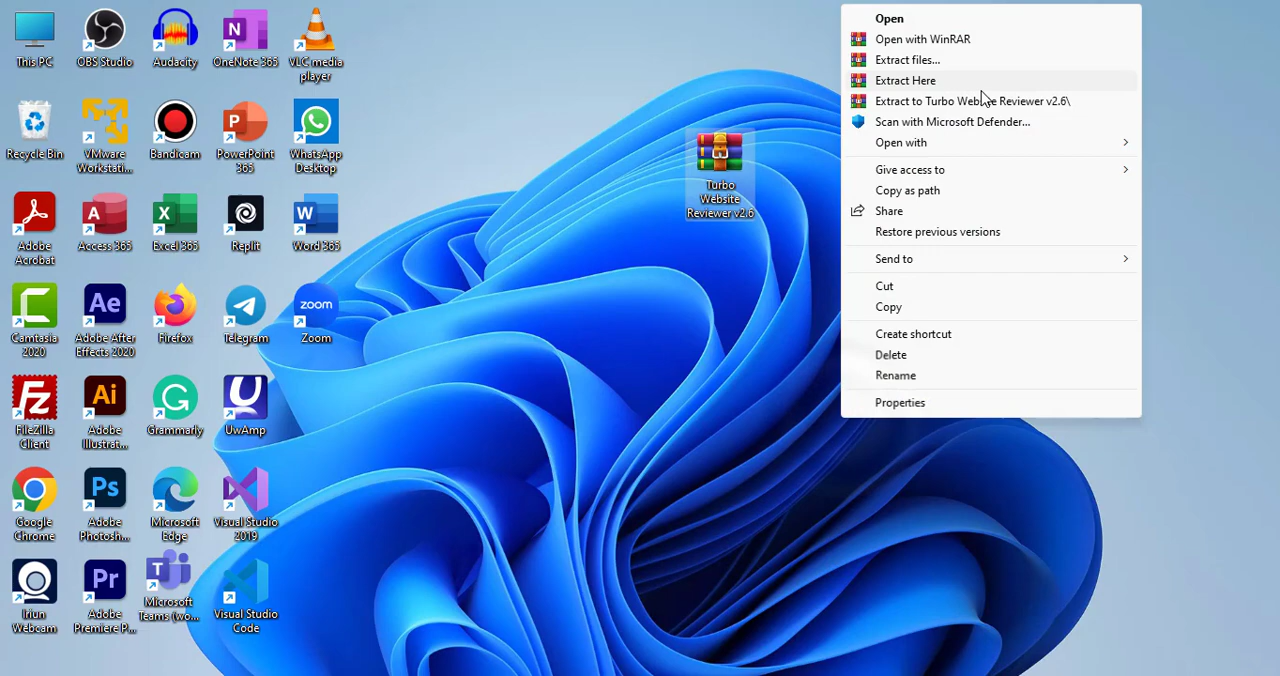 This PC
OBS Studio
Audacity
OneNote 365
VLC media
player
Recycle Bin
VMware
Workstati...
Bandicam
PowerPoint
365
WhatsApp
Desktop
Adobe
Acrobat
Access 365
Excel 365
Replit
Word 365
Camtasia
2020
Adobe After
Effects 2020
Firefox
Telegram
zoom
Zoom
FileZilla
Client
Adobe
Illustrat...
Grammarly
UwAmp
Google
Chrome
Adobe
Photosh...
Microsoft
Edge
Visual Studio
2019
Iriun
Webcam
Adobe
Premiere P...
Microsoft
Teams (wo...
Visual Studio
Code
Turbo
Website
Reviewer v2.6
Open
Open with WinRAR
Extract files...
Extract Here
Extract to Turbo Website Reviewer v2.6\
Scan with Microsoft Defender...
Open with
Give access to
Copy as path
Share
Restore previous versions
Send to
Cut
Copy
Create shortcut
Delete
Rename
Properties